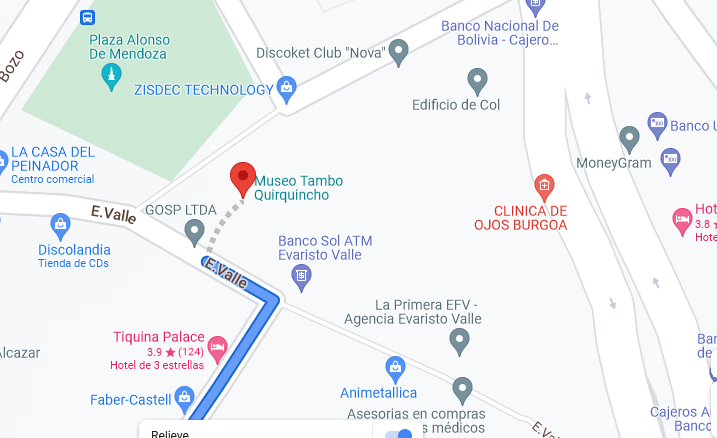 Bozo
Plaza Alonso
De Mendoza
Discoket Club "Nova"
Banco Nacional De
Bolivia - Cajero...
ZISDEC TECHNOLOGY
Edificio de Col
Banco U
MoneyGram
LA CASA DEL
PEINADOR
Centro comercial
Museo Tambo
Quirquincho
E.Valle
GOSP LTDA
CLINICA DE
OJOS BURGOA
Hot
3.8
Hote
Discolandia
Tienda de CDs
Banco Sol ATM
Evaristo Valle
E.Valle
La Primera EFV -
Agencia Evaristo Valle
Tiquina Palace
3.9 ★ (124)
Hotel de 3 estrellas
Alcazar
Ban
de
Animetallica
Faber-Castell
Asesorias en compras
s médicos
Cajeros A
Banco
E.Va
Relieve